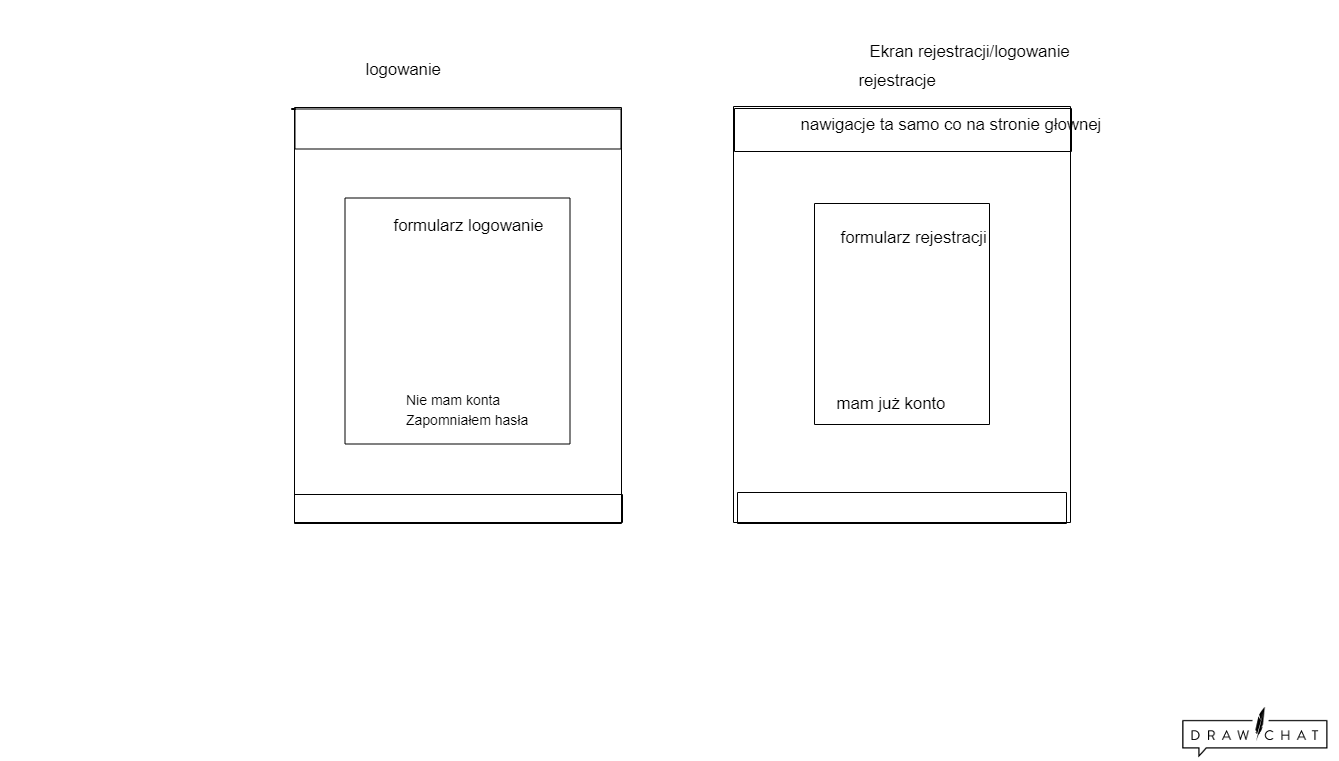 logowanie
Ekran rejestracji/logowanie
rejestracje
nawigacje ta samo co na stronie głownej
formularz logowanie
Nie mam konta
Zapomniałem hasła
formularz rejestracji
mam już konto
DRAW CHAT